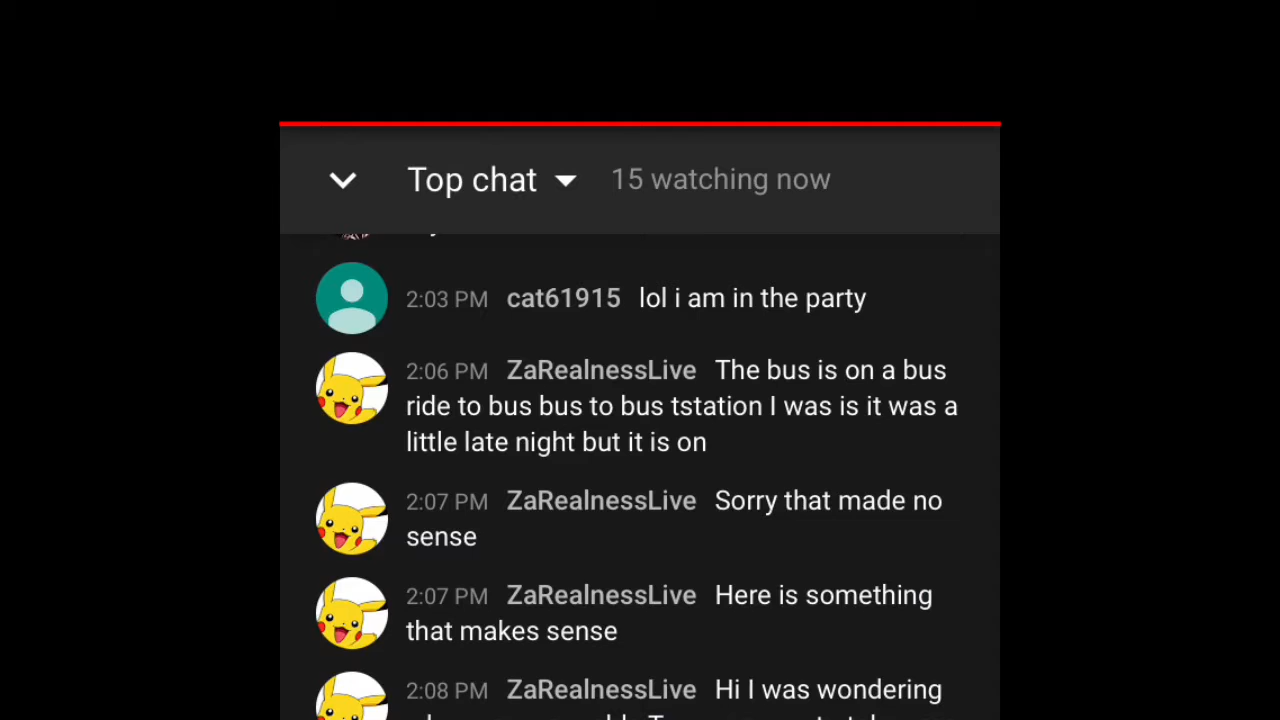 Top chat 15 watching now
2:03 PM cat61915 lol i am in the party
2:06 PM ZaRealnessLive The bus is on a bus
ride to bus bus to bus tstation I was is it was a
little late night but it is on
2:07 PM ZaRealnessLive Sorry that made no
sense
2:07 PM ZaRealnessLive Here is something
that makes sense
2:08 PM ZaRealnessLive Hi I was wondering